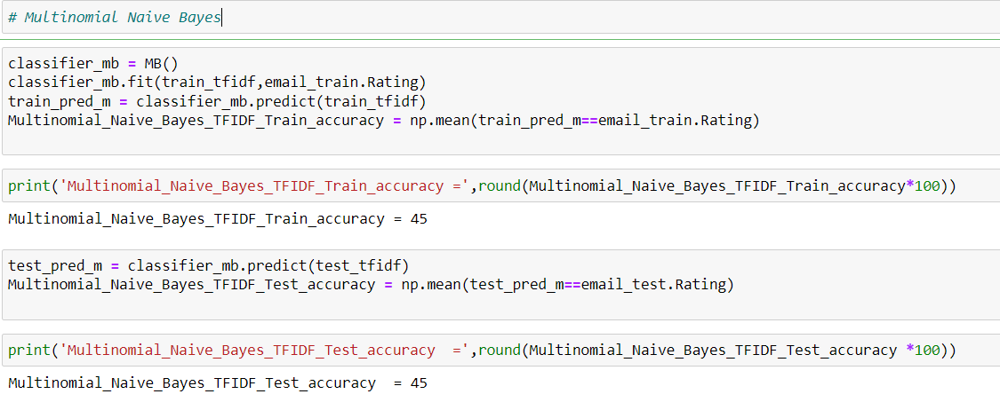 # Multinomial Naive Bayes
classifier_mb = MB()
classifier_mb.fit(train_tfidf,email_train.Rating)
train_pred_m = classifier_mb.predict(train_tfidf)
Multinomial_Naive_Bayes_TFIDF_Train_accuracy = np.mean(train_pred_m==email_train.Rating)
print('Multinomial_Naive_Bayes_TFIDF_Train_accuracy =',round(Multinomial_Naive_Bayes_TFIDF_Train_accuracy*100))
Multinomial_Naive_Bayes_TFIDF_Train_accuracy = 45
test_pred_m = classifier_mb.predict(test_tfidf)
Multinomial_Naive_Bayes_TFIDF_Test_accuracy = np.mean(test_pred_m==email_test.Rating)
print('Multinomial_Naive_Bayes_TFIDF_Test_accuracy  =',round(Multinomial_Naive_Bayes_TFIDF_Test_accuracy *100))
Multinomial_Naive_Bayes_TFIDF_Test_accuracy  = 45